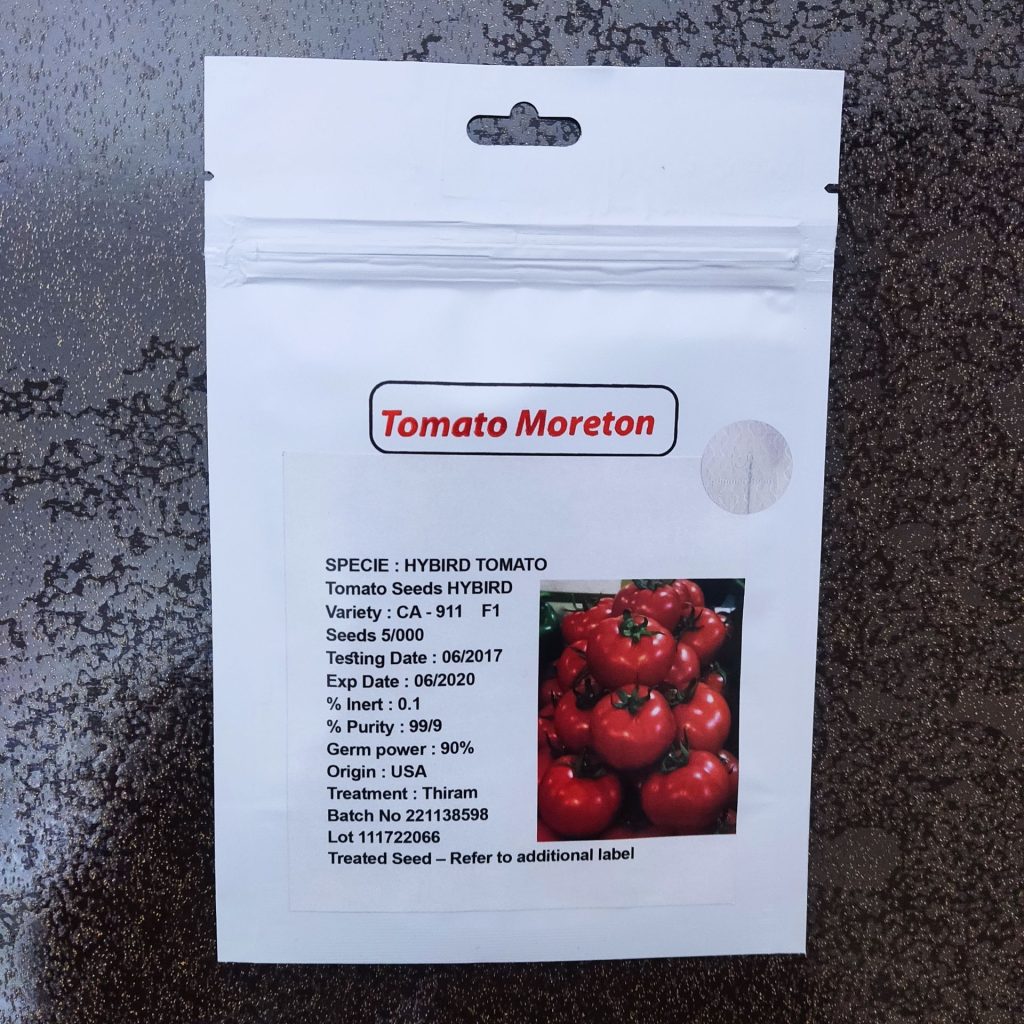 Tomato Moreton
SPECIE : HYBIRD TOMATO
Tomato Seeds HYBIRD
Variety : CA - 911 F1
Seeds 5/000
Testing Date : 06/2017
Exp Date : 06/2020
% Inert : 0.1
% Purity : 99/9
Germ power : 90%
Origin : USA
Treatment : Thiram
Batch No 221138598
Lot 111722066
Treated Seed – Refer to additional label